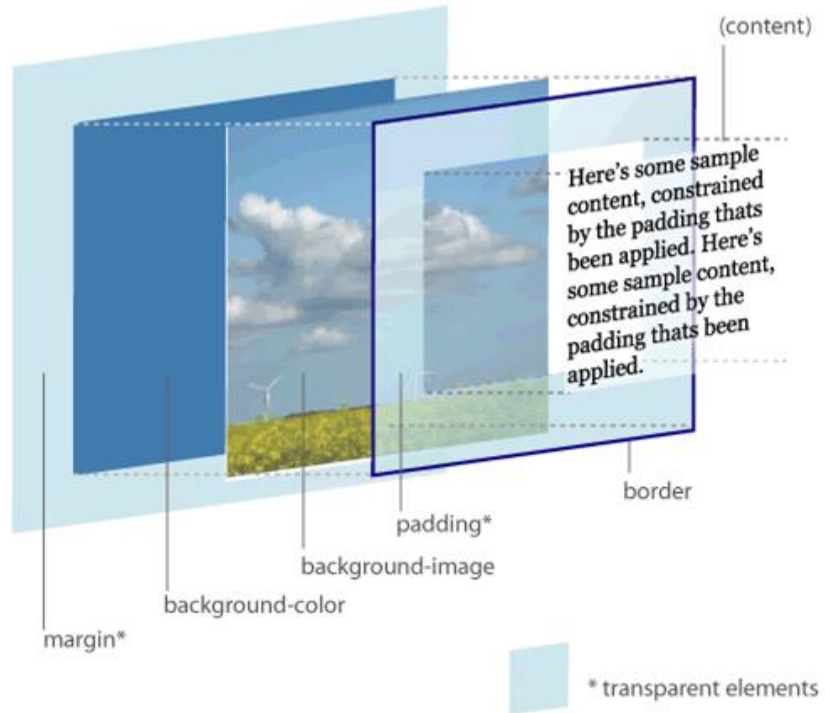 (content)
Here's some sample
content, constrained
by the padding thats
been applied. Here's
some sample content,
constrained by the
padding thats been
applied.
border
padding*
background-image
background-color
margin*
* transparent elements